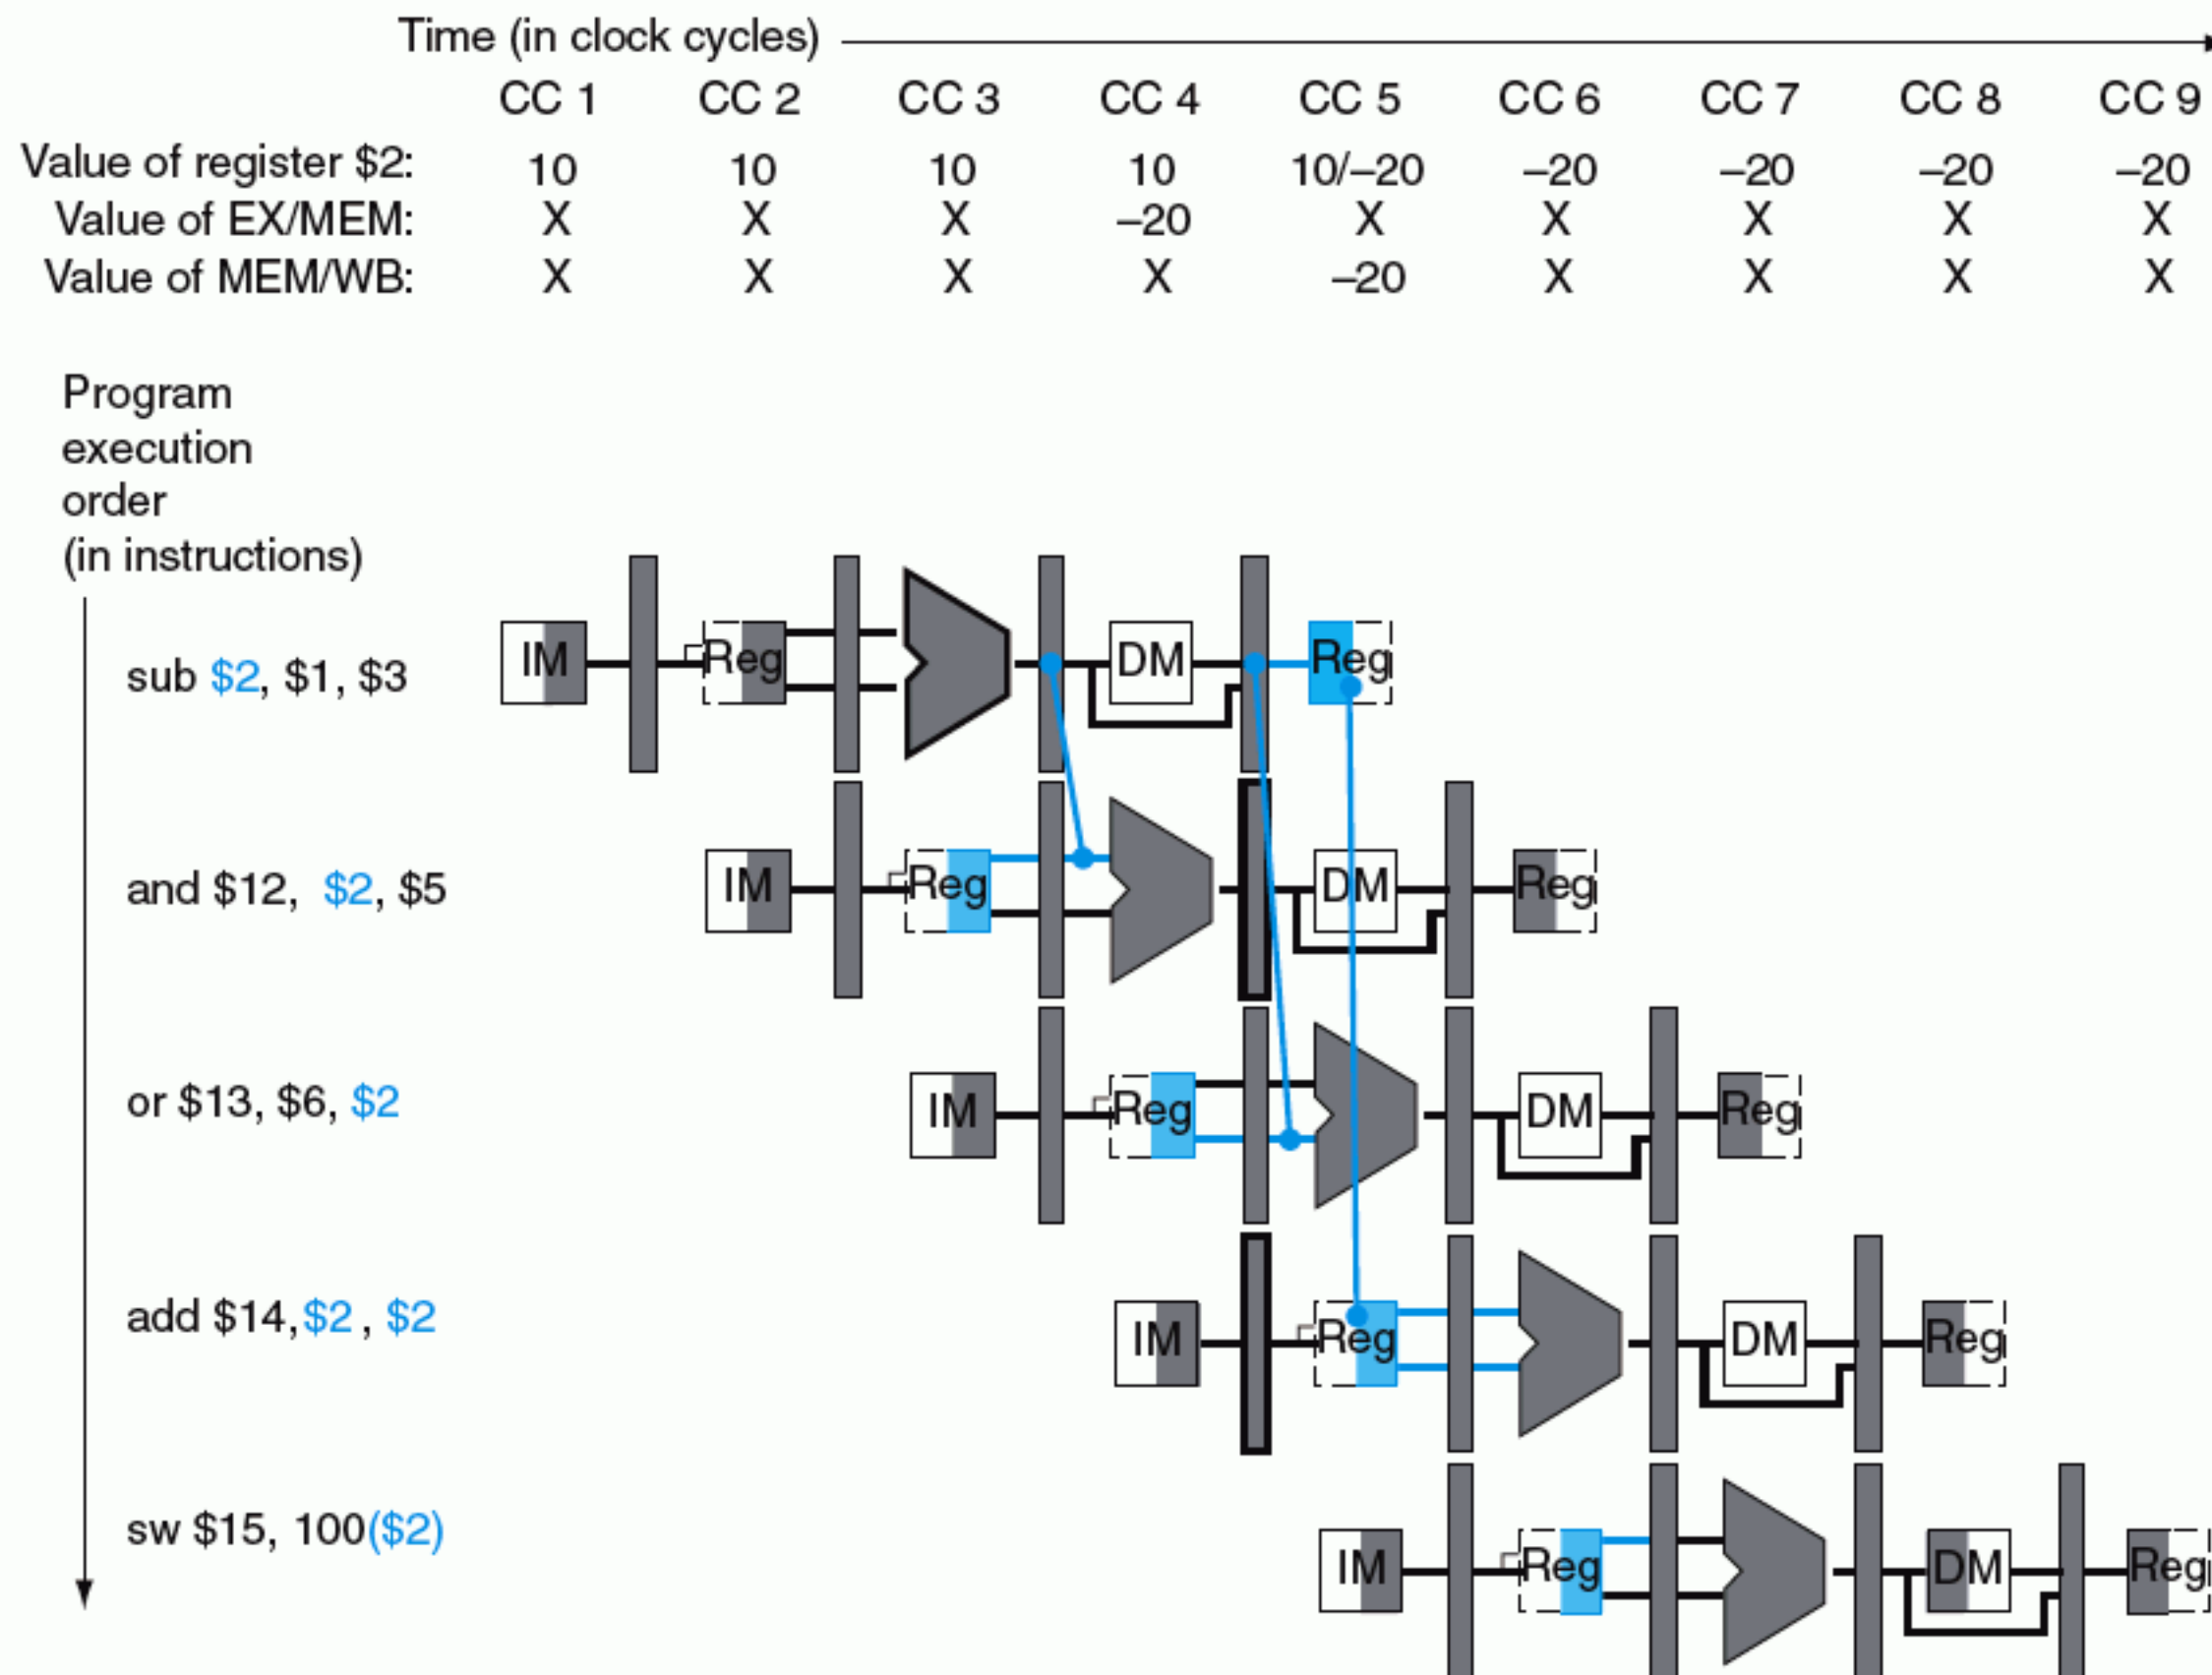 Time (in clock cycles)
CC 1 CC 2 CC 3 CC 4 CC 5 CC 6 CC 7 CC 8 CC 9
Value of register $2: 10 10 10 10 10/–20 –20 –20 –20 –20
Value of EX/MEM: X X X –20 X X X X X
Value of MEM/WB: X X X X –20 X X X X
Program
execution
order
(in instructions)
sub $2, $1, $3 IM Reg DM Reg
and $12, $2, $5 IM Reg DM Reg
or $13, $6, $2 IM Reg DM Reg
add $14,$2 , $2 IM Reg DM Reg
sw $15, 100($2) IM Reg DM Reg